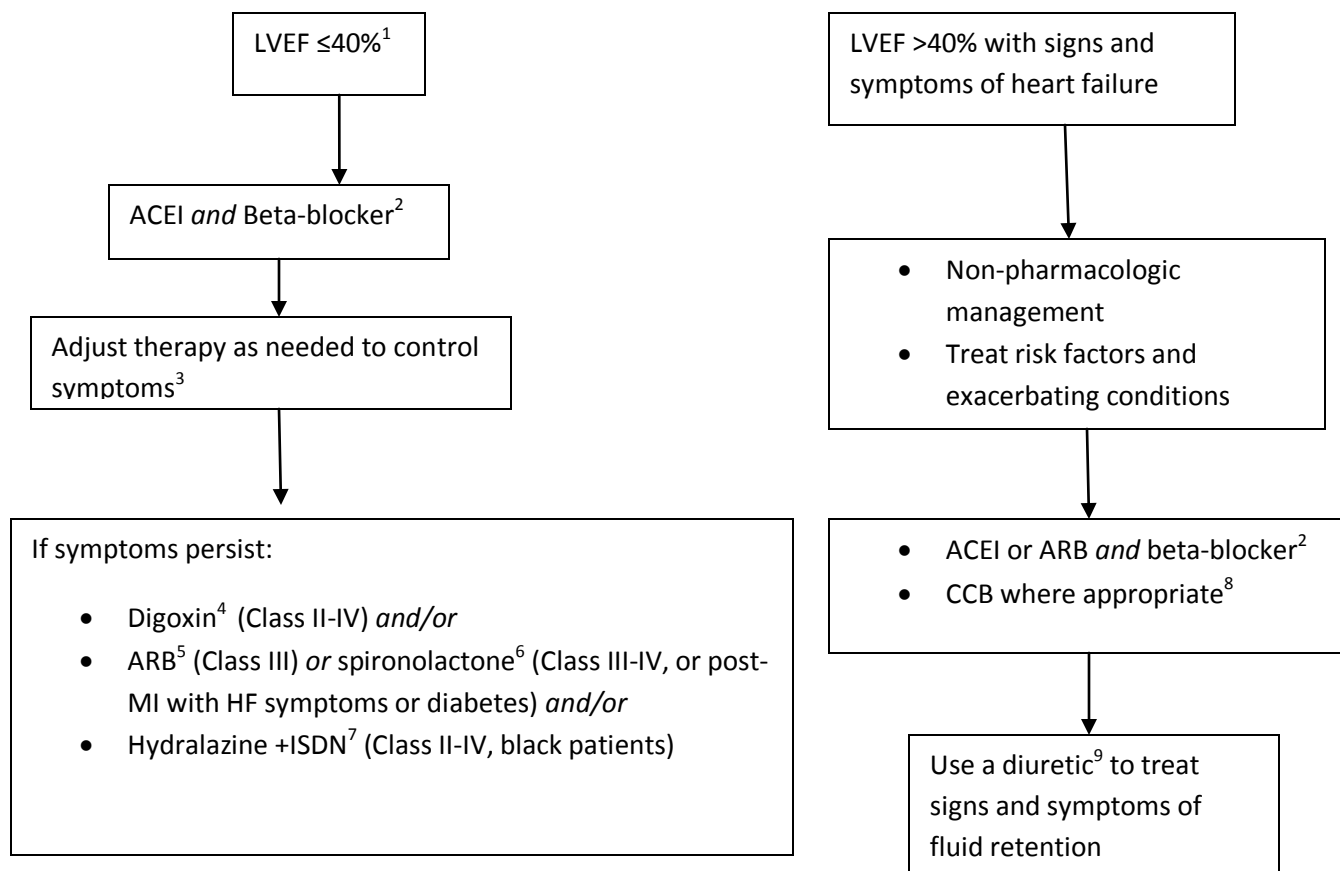 LVEF ≤40%¹
ACEI and Beta-blocker²
Adjust therapy as needed to control
symptoms³
If symptoms persist:
• Digoxin⁴ (Class II-IV) and/or
• ARB⁵ (Class III) or spironolactone⁶ (Class III-IV, or post-
MI with HF symptoms or diabetes) and/or
• Hydralazine +ISDN⁷ (Class II-IV, black patients)
LVEF >40% with signs and
symptoms of heart failure
• Non-pharmacologic
management
• Treat risk factors and
exacerbating conditions
• ACEI or ARB and beta-blocker²
• CCB where appropriate⁸
Use a diuretic⁹ to treat
signs and symptoms of
fluid retention